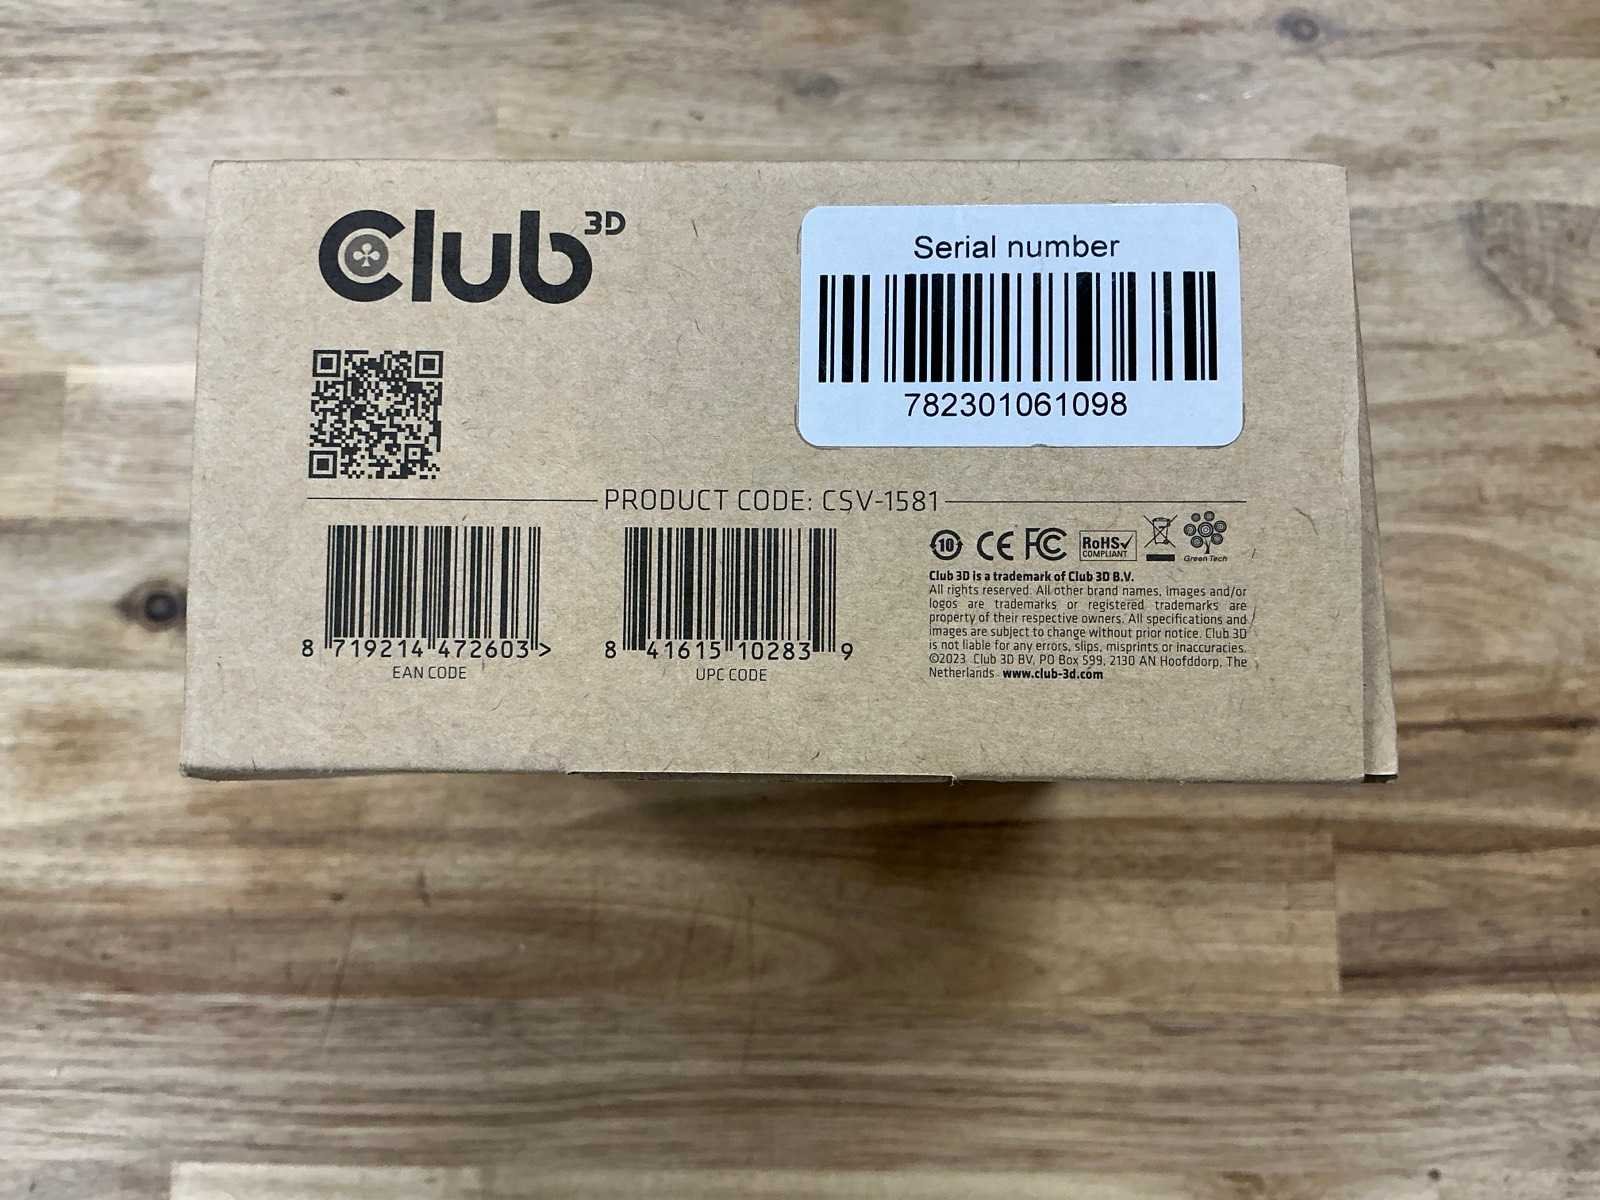 Club 3D
Serial number
782301061098
PRODUCT CODE: CSV-1581
8 719214 472603 >
EAN CODE
8 41615 10283 9
UPC CODE
10 CE FC RoHS COMPLIANT Green Tech
Club 3D is a trademark of Club 3D B.V.
All rights reserved. All other brand names, images and/or
logos are trademarks or registered trademarks are
property of their respective owners. All specifications and
images are subject to change without prior notice. Club 3D
is not liable for any errors, slips, misprints or inaccuracies.
©2023 Club 3D BV, PO Box 599, 2130 AN Hoofddorp, The
Netherlands www.club-3d.com